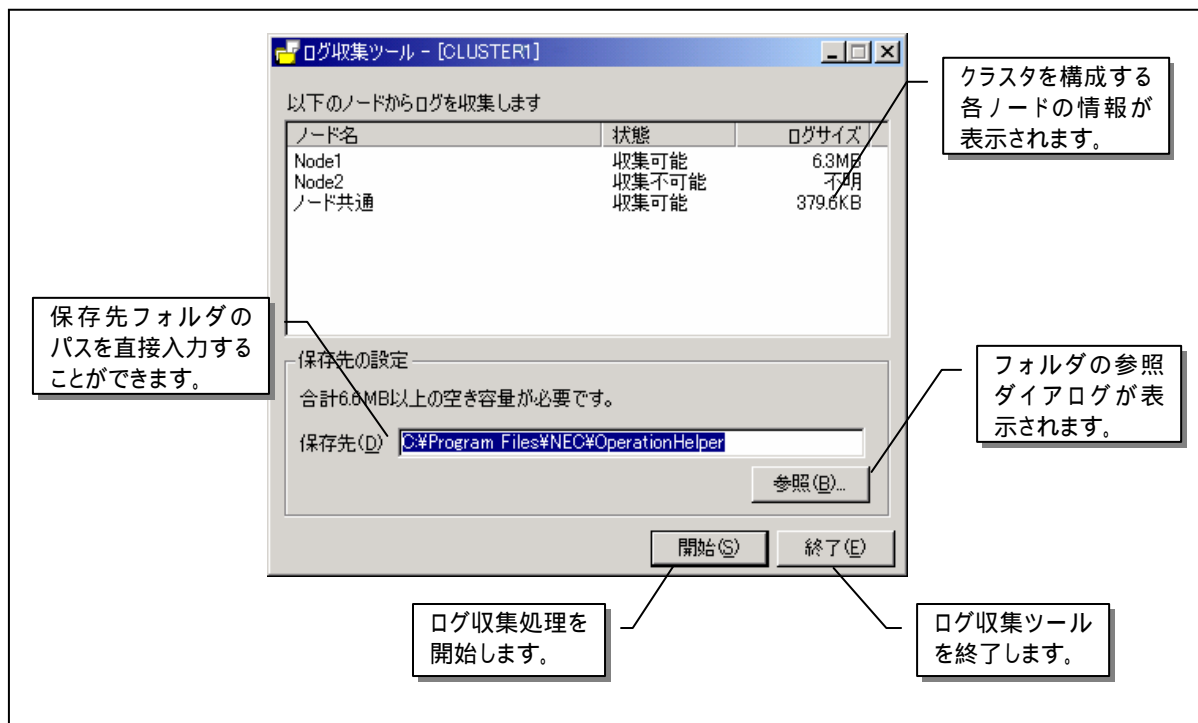 ログ収集ツール - [CLUSTER1]
以下のノードからログを収集します
ノード名 状態 ログサイズ
Node1 収集可能 6.3MB
Node2 収集不可能 不明
ノード共通 収集可能 379.6KB
クラスタを構成する
各ノードの情報が
表示されます。
保存先フォルダの
パスを直接入力する
ことができます。
保存先の設定
合計6.6MB以上の空き容量が必要です。
保存先(D) C:¥Program Files¥NEC¥OperationHelper
参照(B)...
フォルダの参照
ダイアログが表
示されます。
開始(S) 終了(E)
ログ収集処理を
開始します。
ログ収集ツール
を終了します。